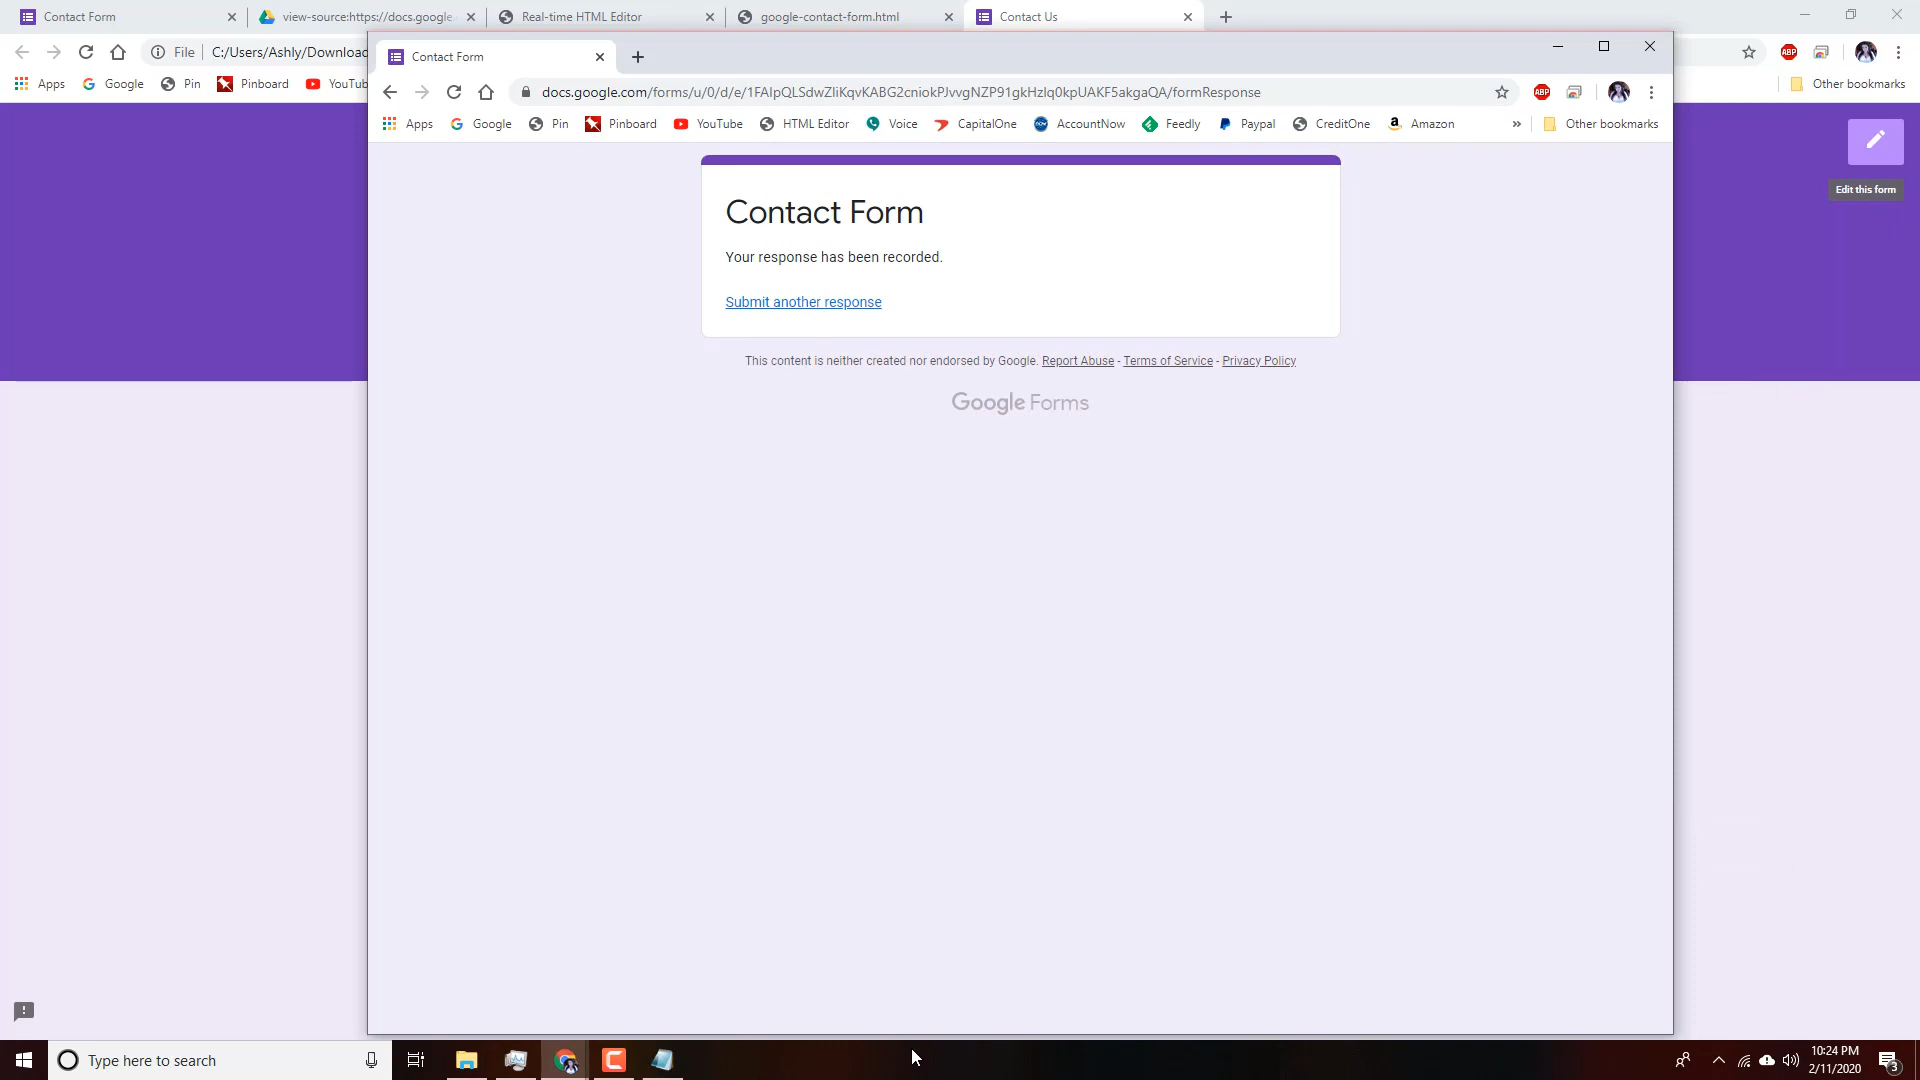 Contact Form
view-source:https://docs.google.
Real-time HTML Editor
google-contact-form.html
Contact Us
File
C:/Users/Ashly/Download
Apps
Google
Pin
Pinboard
YouTub
Other bookmarks
Edit this form
Contact Form
docs.google.com/forms/u/0/d/e/1FAIpQLSdwZIiKqvKABG2cniokPJvvgNZP91gkHzlq0kpUAKF5akgaQA/formResponse
ABP
ABP
Apps
Google
Pin
Pinboard
YouTube
HTML Editor
Voice
CapitalOne
AccountNow
Feedly
Paypal
CreditOne
Amazon
»
Other bookmarks
Contact Form
Your response has been recorded.
Submit another response
This content is neither created nor endorsed by Google. Report Abuse - Terms of Service - Privacy Policy
Google Forms
Type here to search
10:24 PM
2/11/2020
3